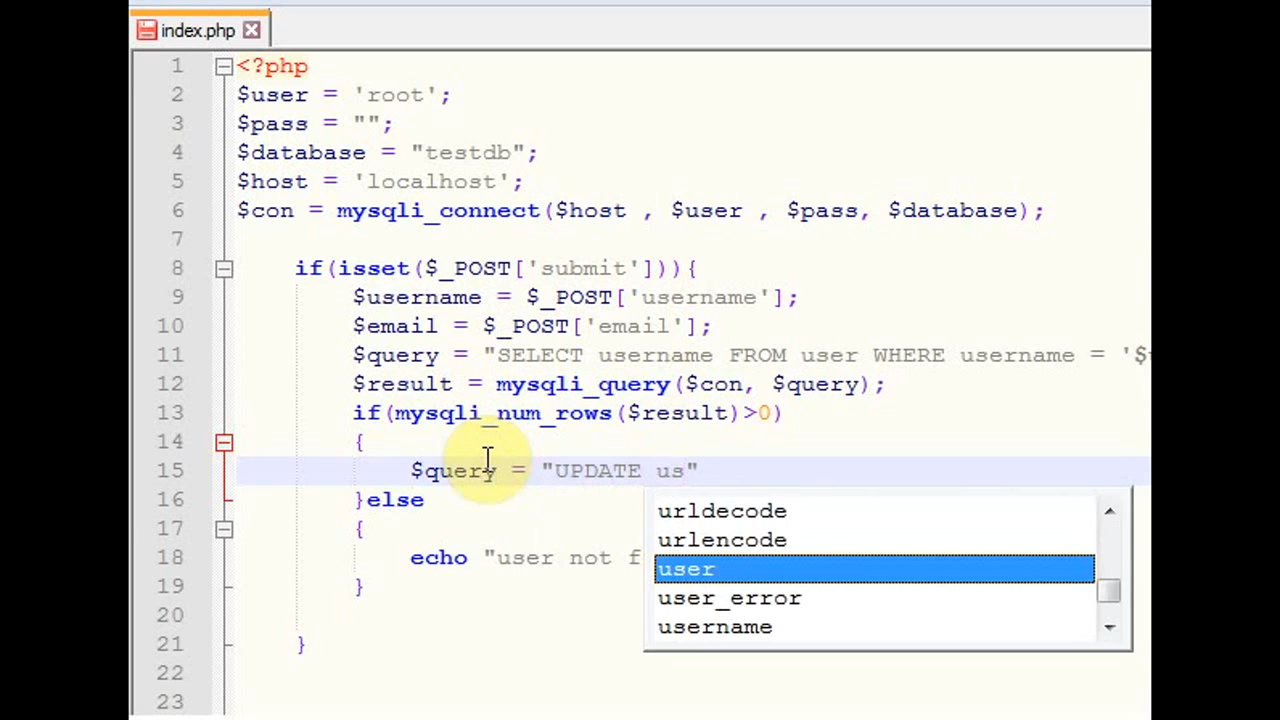 index.php
1 <?php
2 $user = 'root';
3 $pass = "";
4 $database = "testdb";
5 $host = 'localhost';
6 $con = mysqli_connect($host , $user , $pass, $database);
7
8 if(isset($_POST['submit'])){
9 $username = $_POST['username'];
10 $email = $_POST['email'];
11 $query = "SELECT username FROM user WHERE username = '$
12 $result = mysqli_query($con, $query);
13 if(mysqli_num_rows($result)>0)
14 {
15 $query = "UPDATE us"
16 }else
17 {
18 echo "user not f
19 }
20
21 }
22
23
urldecode
urlencode
user
user_error
username